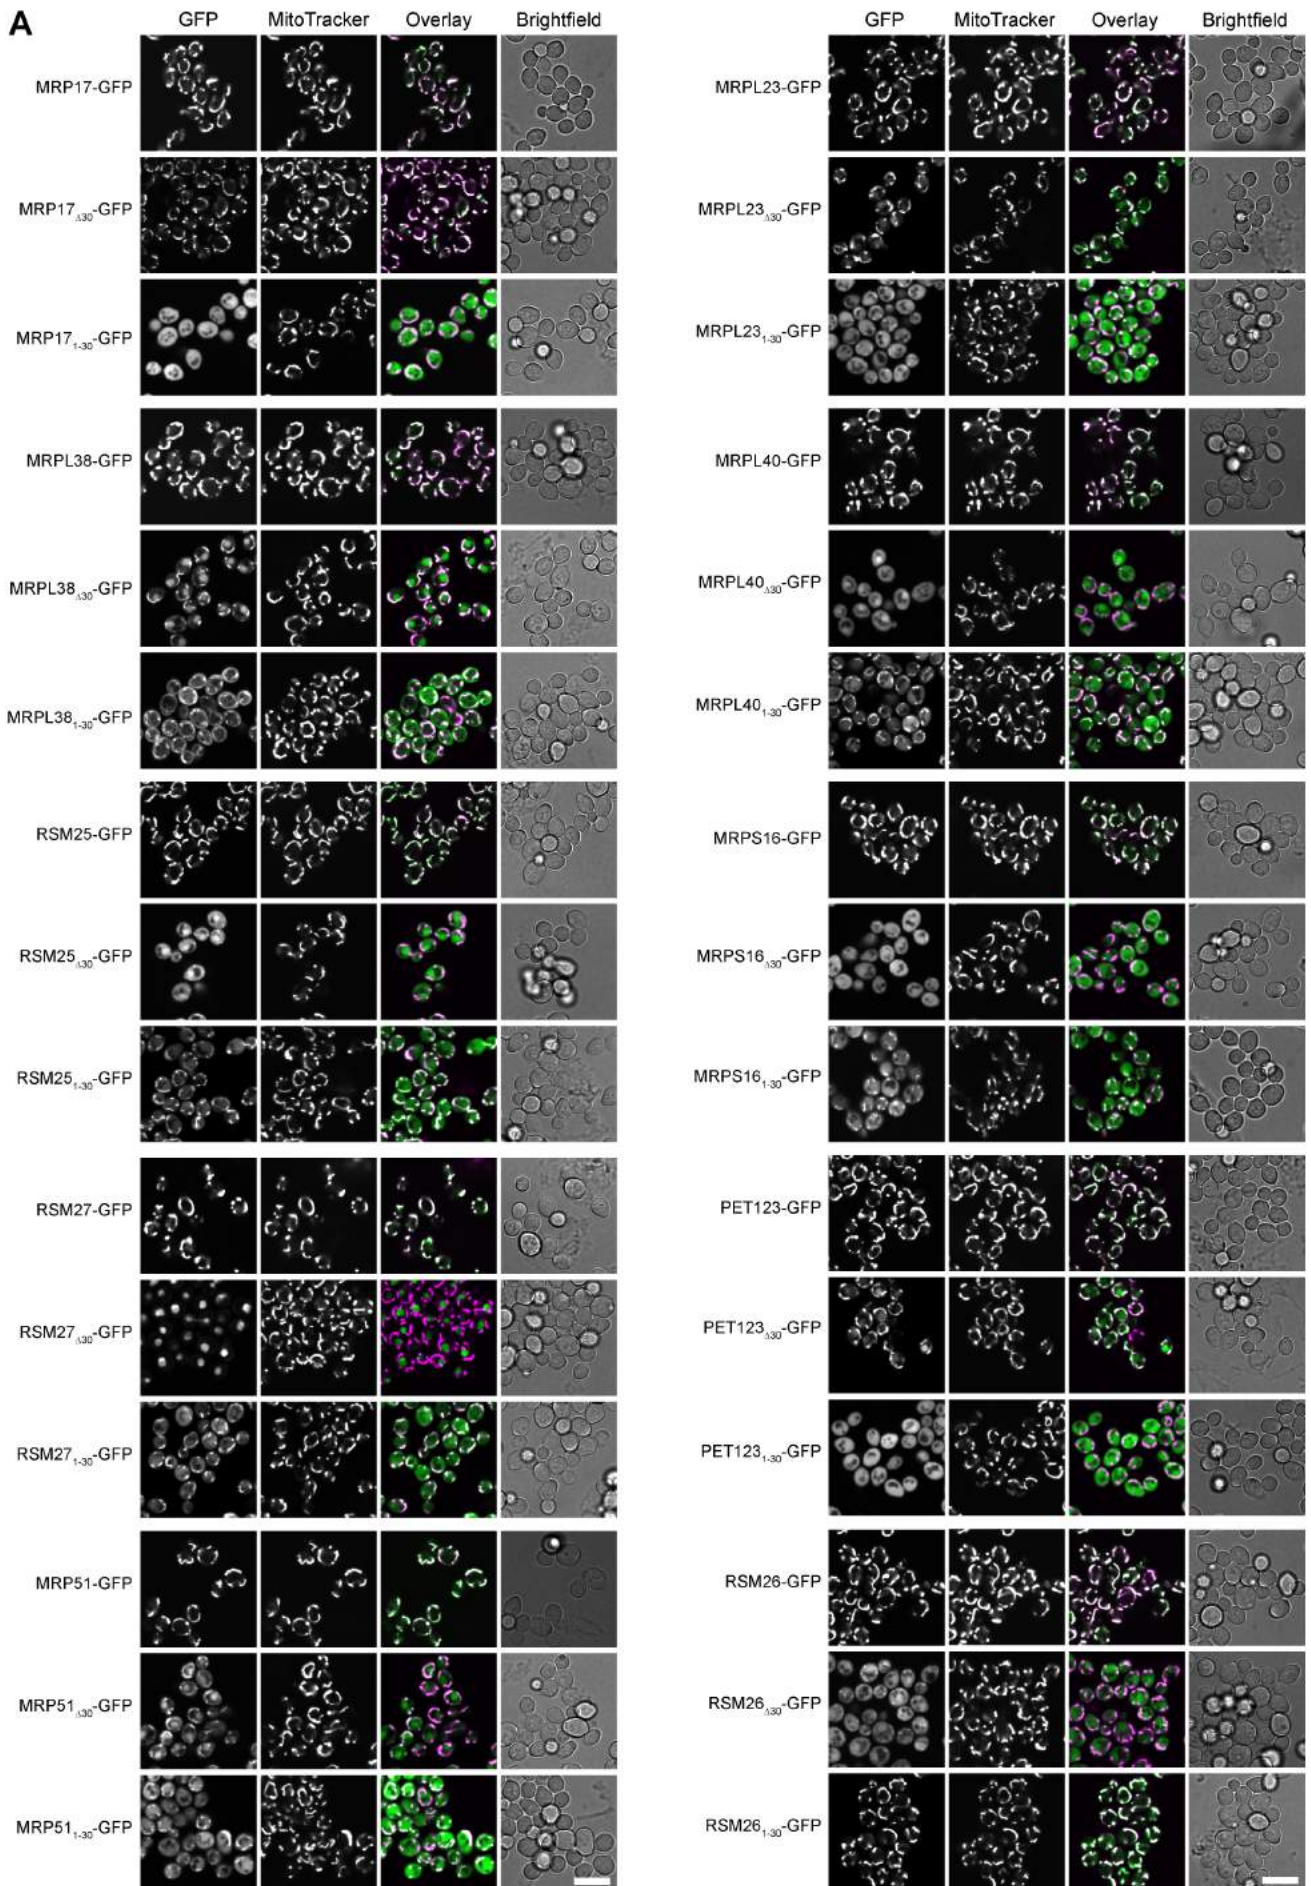 A
GFP MitoTracker Overlay Brightfield
MRP17-GFP
MRP17Δ30-GFP
MRP171-30-GFP
MRPL38-GFP
MRPL38Δ30-GFP
MRPL381-30-GFP
RSM25-GFP
RSM25Δ30-GFP
RSM251-30-GFP
RSM27-GFP
RSM27Δ30-GFP
RSM271-30-GFP
MRP51-GFP
MRP51Δ30-GFP
MRP511-30-GFP
GFP MitoTracker Overlay Brightfield
MRPL23-GFP
MRPL23Δ30-GFP
MRPL231-30-GFP
MRPL40-GFP
MRPL40Δ30-GFP
MRPL401-30-GFP
MRPS16-GFP
MRPS16Δ30-GFP
MRPS161-30-GFP
PET123-GFP
PET123Δ30-GFP
PET1231-30-GFP
RSM26-GFP
RSM26Δ30-GFP
RSM261-30-GFP